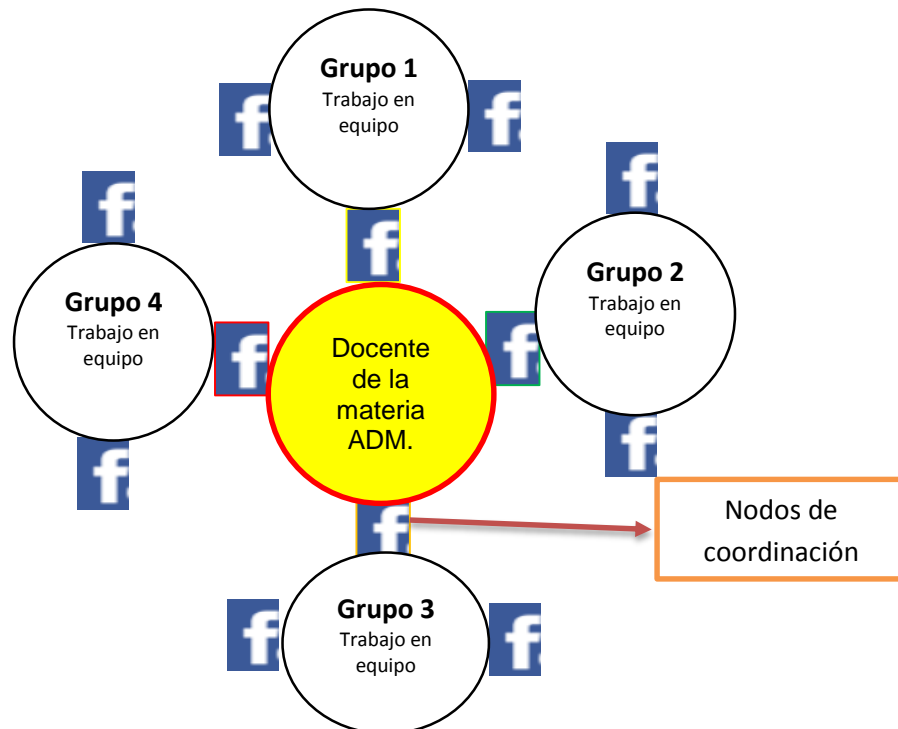 Grupo 1
Trabajo en
equipo
f
f
f
f
f
Grupo 2
Trabajo en
equipo
f
f
Grupo 4
Trabajo en
equipo
f
f
Docente
de la
materia
ADM.
f
f
Nodos de
coordinación
Grupo 3
Trabajo en
equipo
f
f